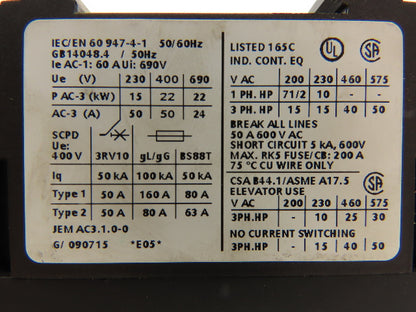 IEC/EN 60 947-4-1 50/60Hz
GB14048.4 / 50Hz
Ie AC-1: 60 A Ui: 690V
Ue (V) 230 400 690
P AC-3 (kW) 15 22 22
AC-3 (A) 50 50 24
SCPD
Ue:
400 V 3RV10 gL/gG BS88T
Iq 50 kA 100 kA 50 kA
Type 1 50 A 160 A 80 A
Type 2 50 A 80 A 63 A
JEM AC3.1.0-0
G/ 090715 *E05*
LISTED 165C
IND. CONT. EQ
UL SA
V AC 200 230 460 575
1 PH. HP 71/2 10 - -
3 PH. HP 15 15 40 50
BREAK ALL LINES
50 A 600 V AC
SHORT CIRCUIT 5 kA, 600V
MAX. RK5 FUSE/CB: 200 A
75 °C CU WIRE ONLY
CSA B44.1/ASME A17.5
ELEVATOR USE
SA
V AC 200 230 460 575
3PH.HP - 10 25 30
NO CURRENT SWITCHING
3PH.HP - 15 40 50